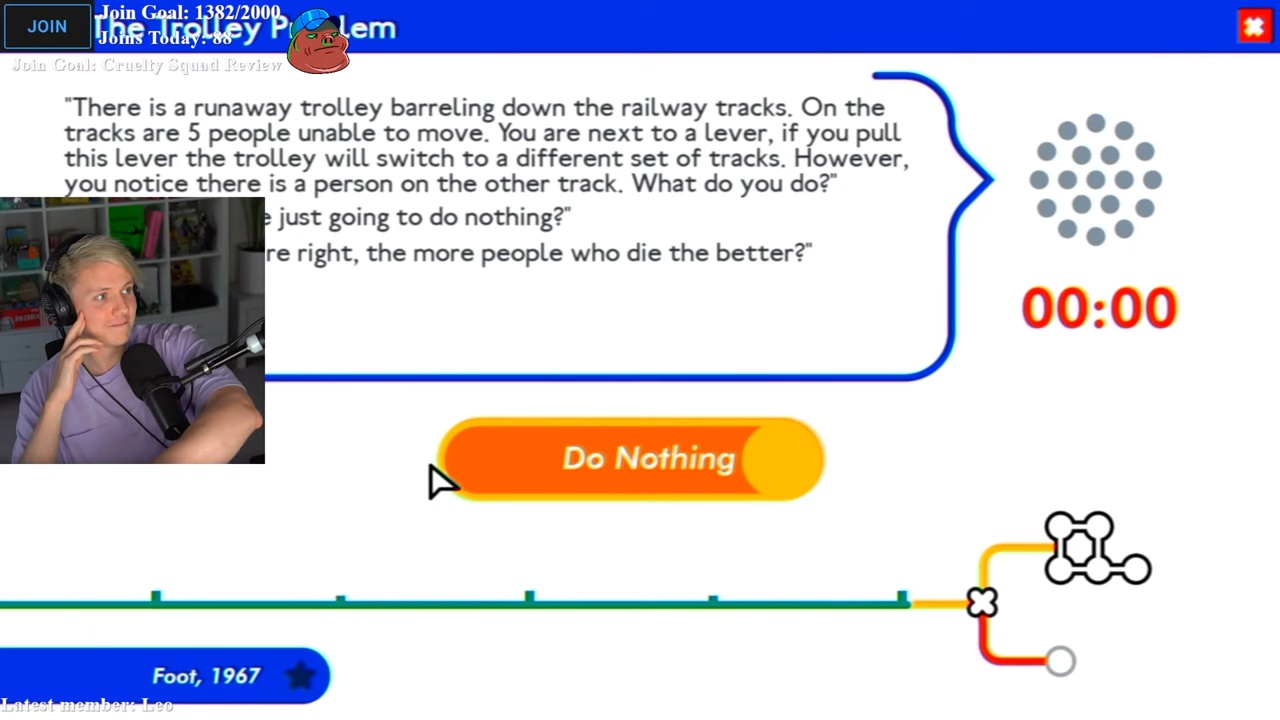 JOIN
Join Goal: 1382/2000
The Trolley P lem
Joins Today: 88
Join Goal: Cruelty Squad Review
"There is a runaway trolley barreling down the railway tracks. On the
tracks are 5 people unable to move. You are next to a lever, if you pull
this lever the trolley will switch to a different set of tracks. However,
you notice there is a person on the other track. What do you do?"
e just going to do nothing?"
re right, the more people who die the better?"
00:00
Do Nothing
Foot, 1967
Latest member: Leo